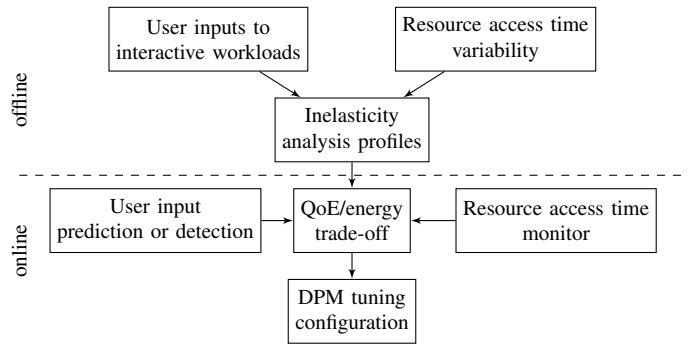 User inputs to
interactive workloads
Resource access time
variability
offline
Inelasticity
analysis profiles
User input
prediction or detection
QoE/energy
trade-off
Resource access time
monitor
online
DPM tuning
configuration